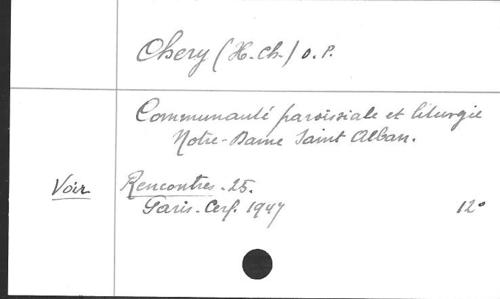 Chery (H. Ch.) O.P.
Communauté paroissiale et liturgie
Notre-Dame Saint Alban.
Voir Rencontres. 25.
Paris. Cerf. 1947 12°